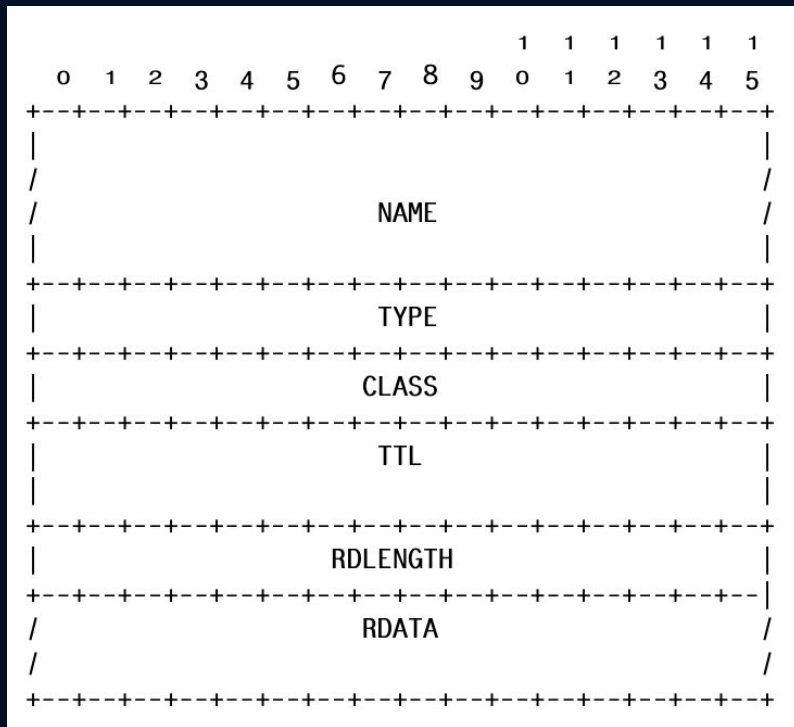 1 1 1 1 1 1
0 1 2 3 4 5 6 7 8 9 0 1 2 3 4 5
+--+--+--+--+--+--+--+--+--+--+--+--+--+--+--+--+
| |
/ /
/ NAME /
| |
+--+--+--+--+--+--+--+--+--+--+--+--+--+--+--+--+
| TYPE |
+--+--+--+--+--+--+--+--+--+--+--+--+--+--+--+--+
| CLASS |
+--+--+--+--+--+--+--+--+--+--+--+--+--+--+--+--+
| TTL |
| |
+--+--+--+--+--+--+--+--+--+--+--+--+--+--+--+--+
| RDLENGTH |
+--+--+--+--+--+--+--+--+--+--+--+--+--+--+--+--|
/ RDATA /
/ /
+--+--+--+--+--+--+--+--+--+--+--+--+--+--+--+--+